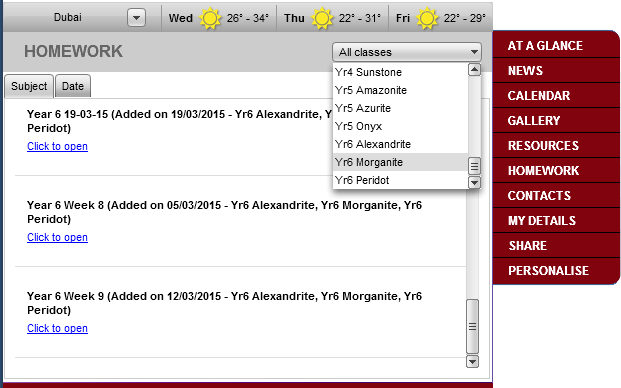 Dubai Wed 26° - 34° Thu 22° - 31° Fri 22° - 29°
HOMEWORK
All classes
Yr4 Sunstone
Yr5 Amazonite
Yr5 Azurite
Yr5 Onyx
Yr6 Alexandrite
Yr6 Morganite
Yr6 Peridot
Subject Date
Year 6 19-03-15 (Added on 19/03/2015 - Yr6 Alexandrite, Y
Peridot)
Click to open
Year 6 Week 8 (Added on 05/03/2015 - Yr6 Alexandrite, Yr6 Morganite, Yr6
Peridot)
Click to open
Year 6 Week 9 (Added on 12/03/2015 - Yr6 Alexandrite, Yr6 Morganite, Yr6
Peridot)
Click to open
AT A GLANCE
NEWS
CALENDAR
GALLERY
RESOURCES
HOMEWORK
CONTACTS
MY DETAILS
SHARE
PERSONALISE